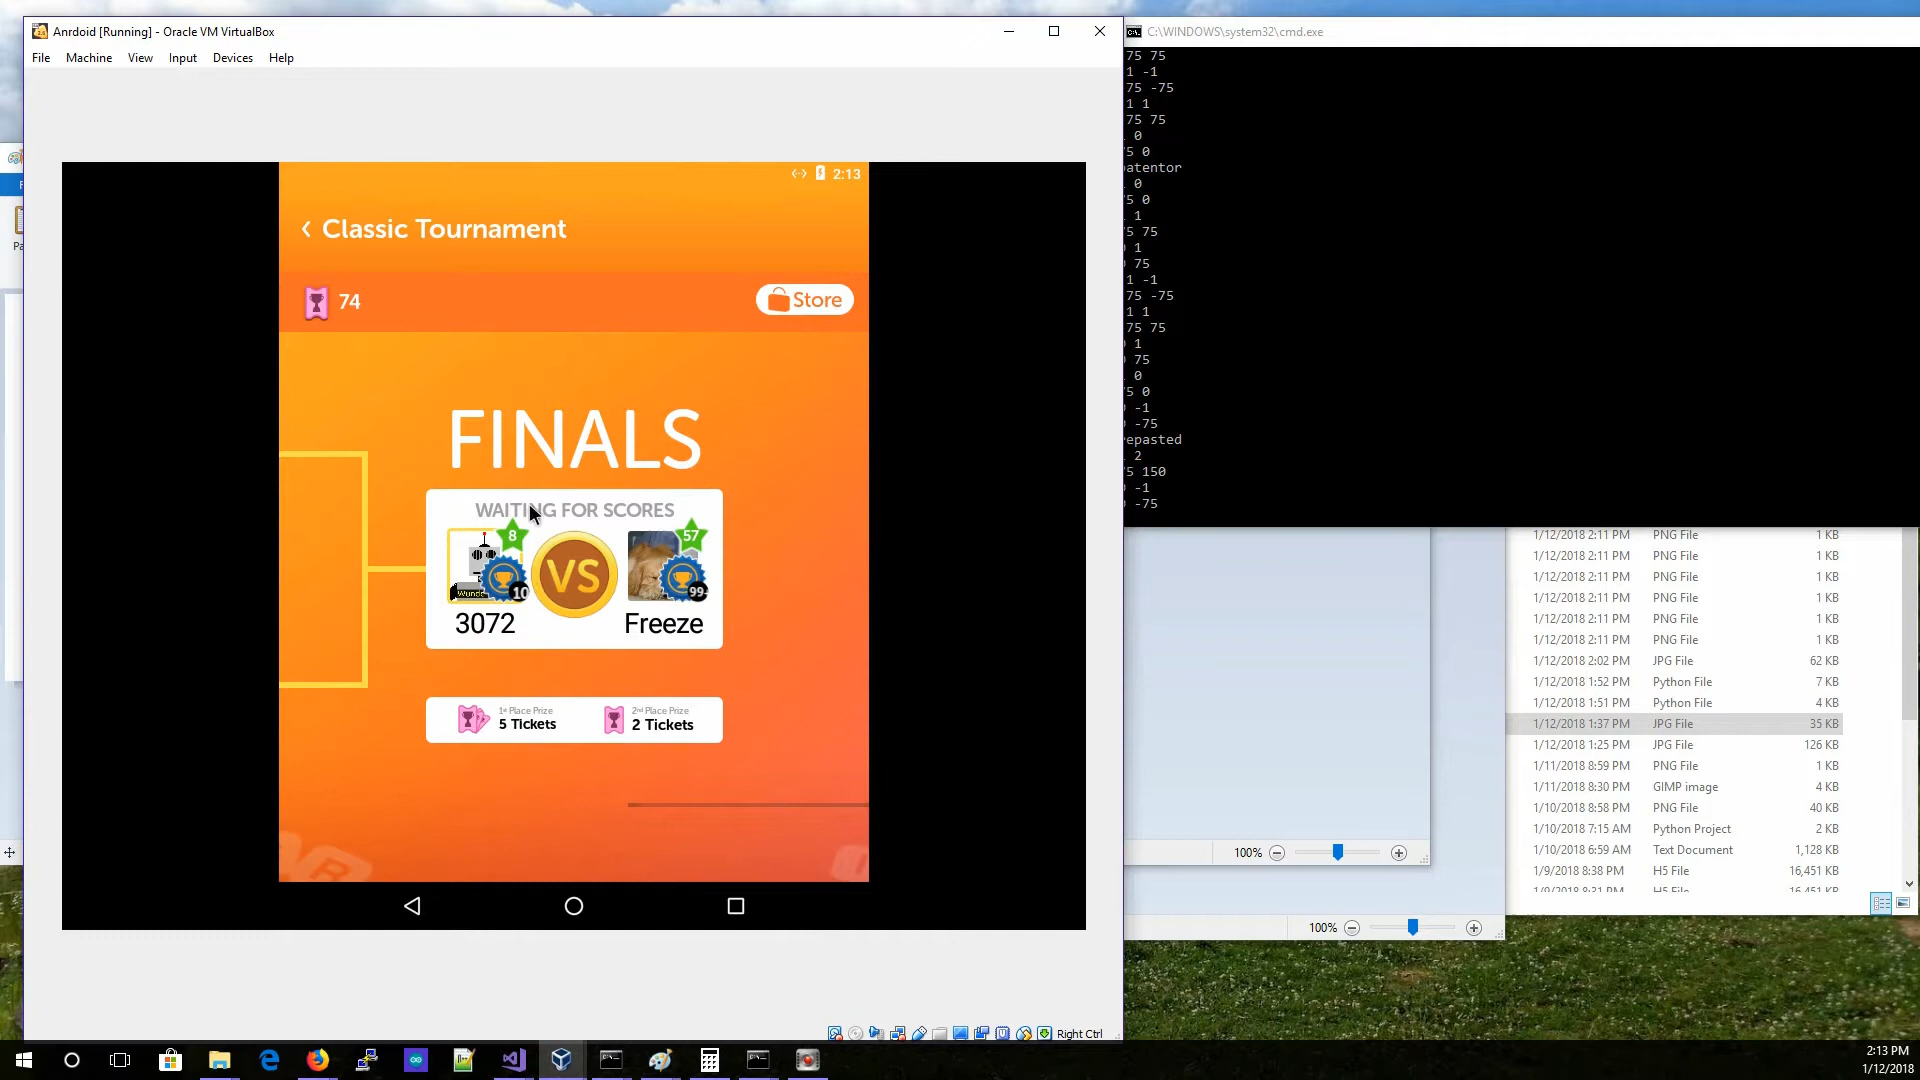 Anrdoid [Running] - Oracle VM VirtualBox
File Machine View Input Devices Help
2:13
Classic Tournament
74
Store
FINALS
WAITING FOR SCORES
8
57
VS
10
99+
3072
Freeze
1st Place Prize
5 Tickets
2nd Place Prize
2 Tickets
Right Ctrl
C:\WINDOWS\system32\cmd.exe
75 75
1 -1
75 -75
1 1
75 75
0
5 0
atentor
0
5 0
1
5 75
1
75
1 -1
75 -75
1 1
75 75
1
75
0
5 0
-1
-75
epasted
2
5 150
-1
-75
1/12/2018 2:11 PM PNG File 1 KB
1/12/2018 2:11 PM PNG File 1 KB
1/12/2018 2:11 PM PNG File 1 KB
1/12/2018 2:11 PM PNG File 1 KB
1/12/2018 2:11 PM PNG File 1 KB
1/12/2018 2:11 PM PNG File 1 KB
1/12/2018 2:02 PM JPG File 62 KB
1/12/2018 1:52 PM Python File 7 KB
1/12/2018 1:51 PM Python File 4 KB
1/12/2018 1:37 PM JPG File 35 KB
1/12/2018 1:25 PM JPG File 126 KB
1/11/2018 8:59 PM PNG File 1 KB
1/11/2018 8:30 PM GIMP image 4 KB
1/10/2018 8:58 PM PNG File 40 KB
1/10/2018 7:15 AM Python Project 2 KB
1/10/2018 6:59 AM Text Document 1,128 KB
1/9/2018 8:38 PM H5 File 16,451 KB
1/9/2018 8:31 PM H5 File 16,451 KB
100%
100%
2:13 PM
1/12/2018